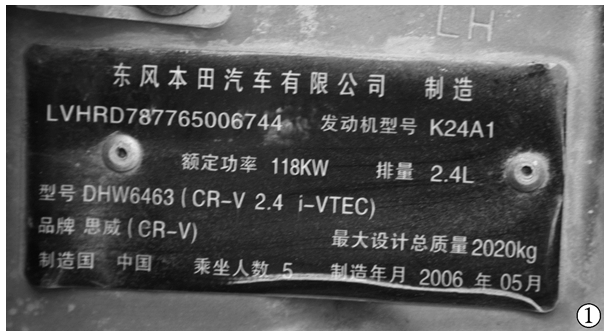 LH
东风本田汽车有限公司 制造
LVHRD787765006744 发动机型号 K24A1
额定功率 118KW 排量 2.4L
型号 DHW6463 (CR-V 2.4 i-VTEC)
品牌 思威 (CR-V) 最大设计总质量 2020kg
制造国 中国 乘坐人数 5 制造年月 2006 年 05月
①